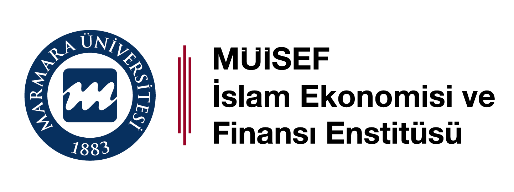 MARMARA ÜNİVERSİTESİ
m
1883
MÜİSEF
İslam Ekonomisi ve
Finansı Enstitüsü